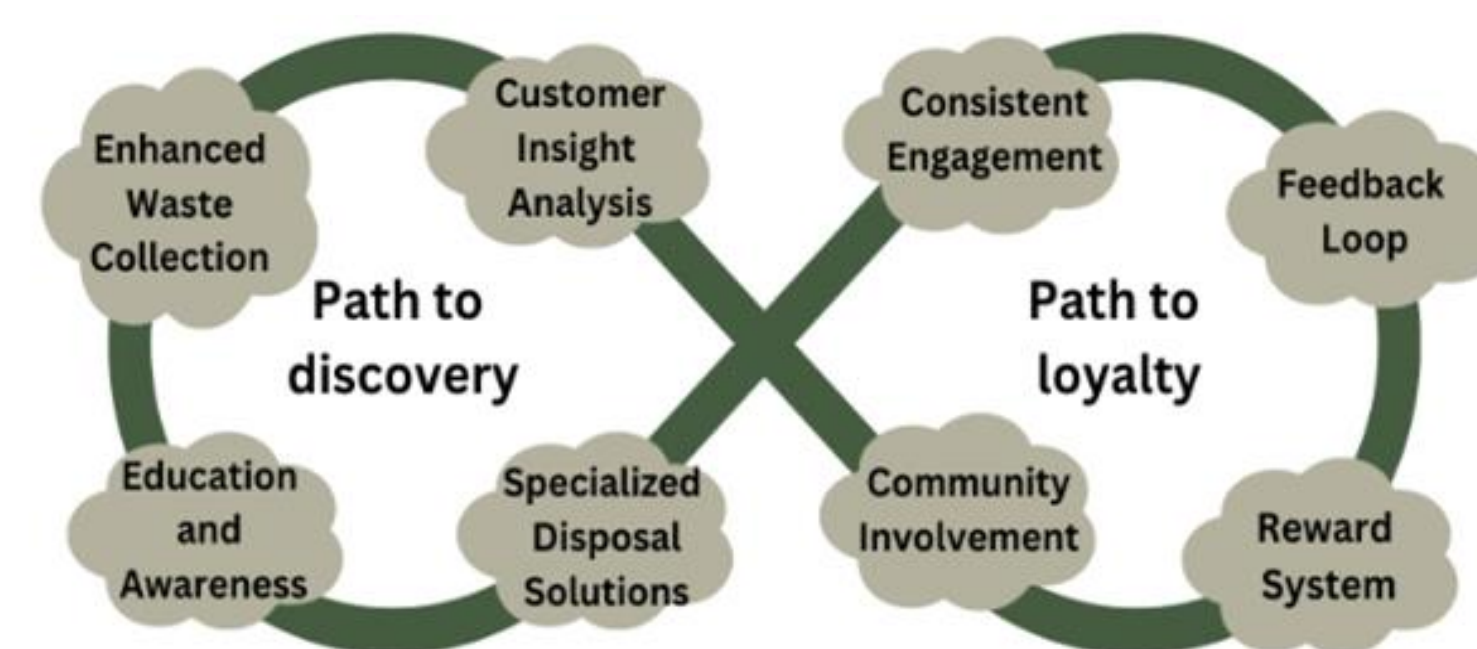 Enhanced
Waste
Collection
Customer
Insight
Analysis
Path to
discovery
Education
and
Awareness
Specialized
Disposal
Solutions
Consistent
Engagement
Feedback
Loop
Path to
loyalty
Community
Involvement
Reward
System